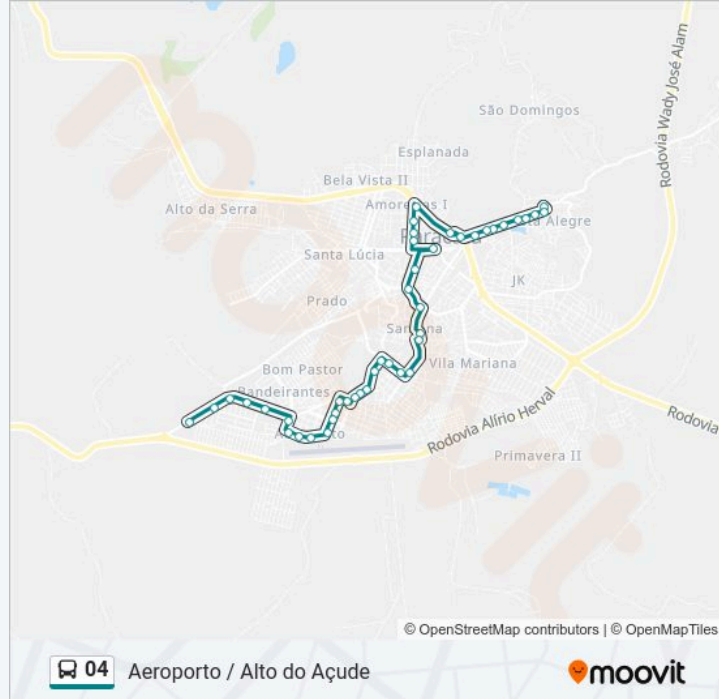 São Domingos
Rodovia Wady José Alam
Esplanada
Bela Vista II
Alto da Serra
Santa Lúcia
JK
Prado
Vila Mariana
Bom Pastor
Bandeirantes
Rodovia Alírio Herval
Rodovia
Primavera II
© OpenStreetMap contributors | © OpenMapTiles
04 Aeroporto / Alto do Açude
moovit